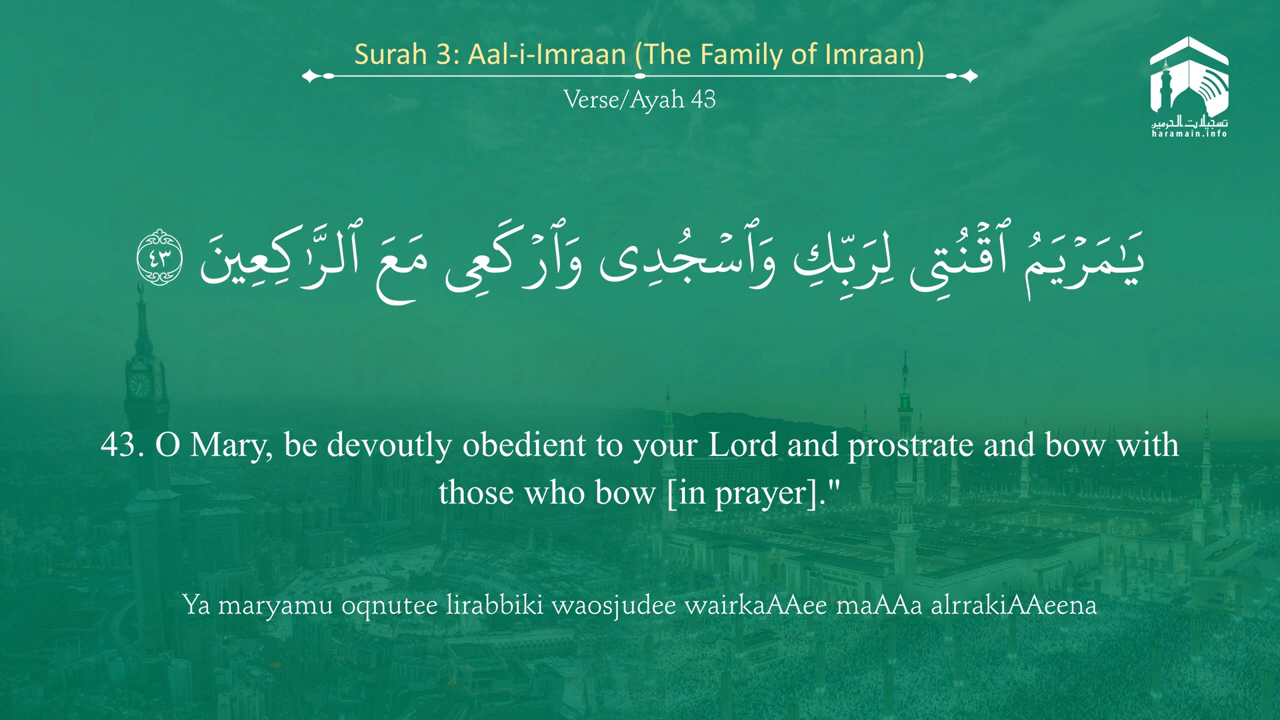 Surah 3: Aal-i-Imraan (The Family of Imraan)
Verse/Ayah 43
تسجيلات الحرمين
haramain.info
يَـٰمَرْيَمُ ٱقْنُتِى لِرَبِّكِ وَٱسْجُدِى وَٱرْكَعِى مَعَ ٱلرَّٰكِعِينَ ٤٣
43. O Mary, be devoutly obedient to your Lord and prostrate and bow with
those who bow [in prayer]."
Ya maryamu oqnutee lirabbiki waosjudee wairkaAAee maAAa alrrakiAAeena